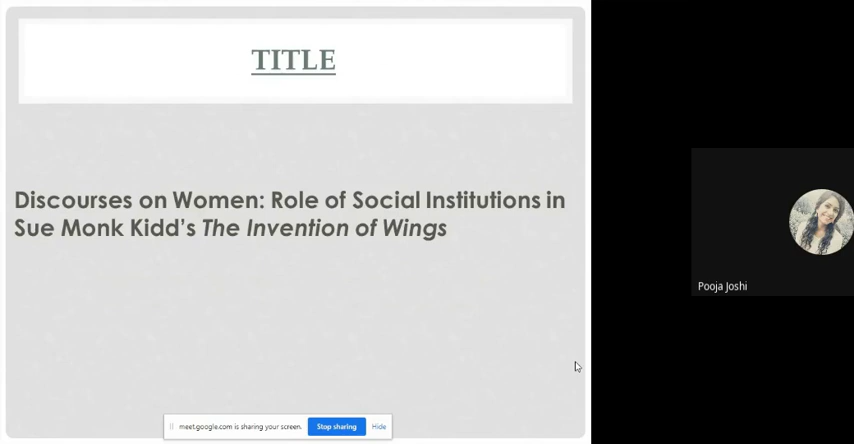 TITLE
Discourses on Women: Role of Social Institutions in
Sue Monk Kidd’s The Invention of Wings
Pooja Joshi
meet.google.com is sharing your screen. Stop sharing Hide